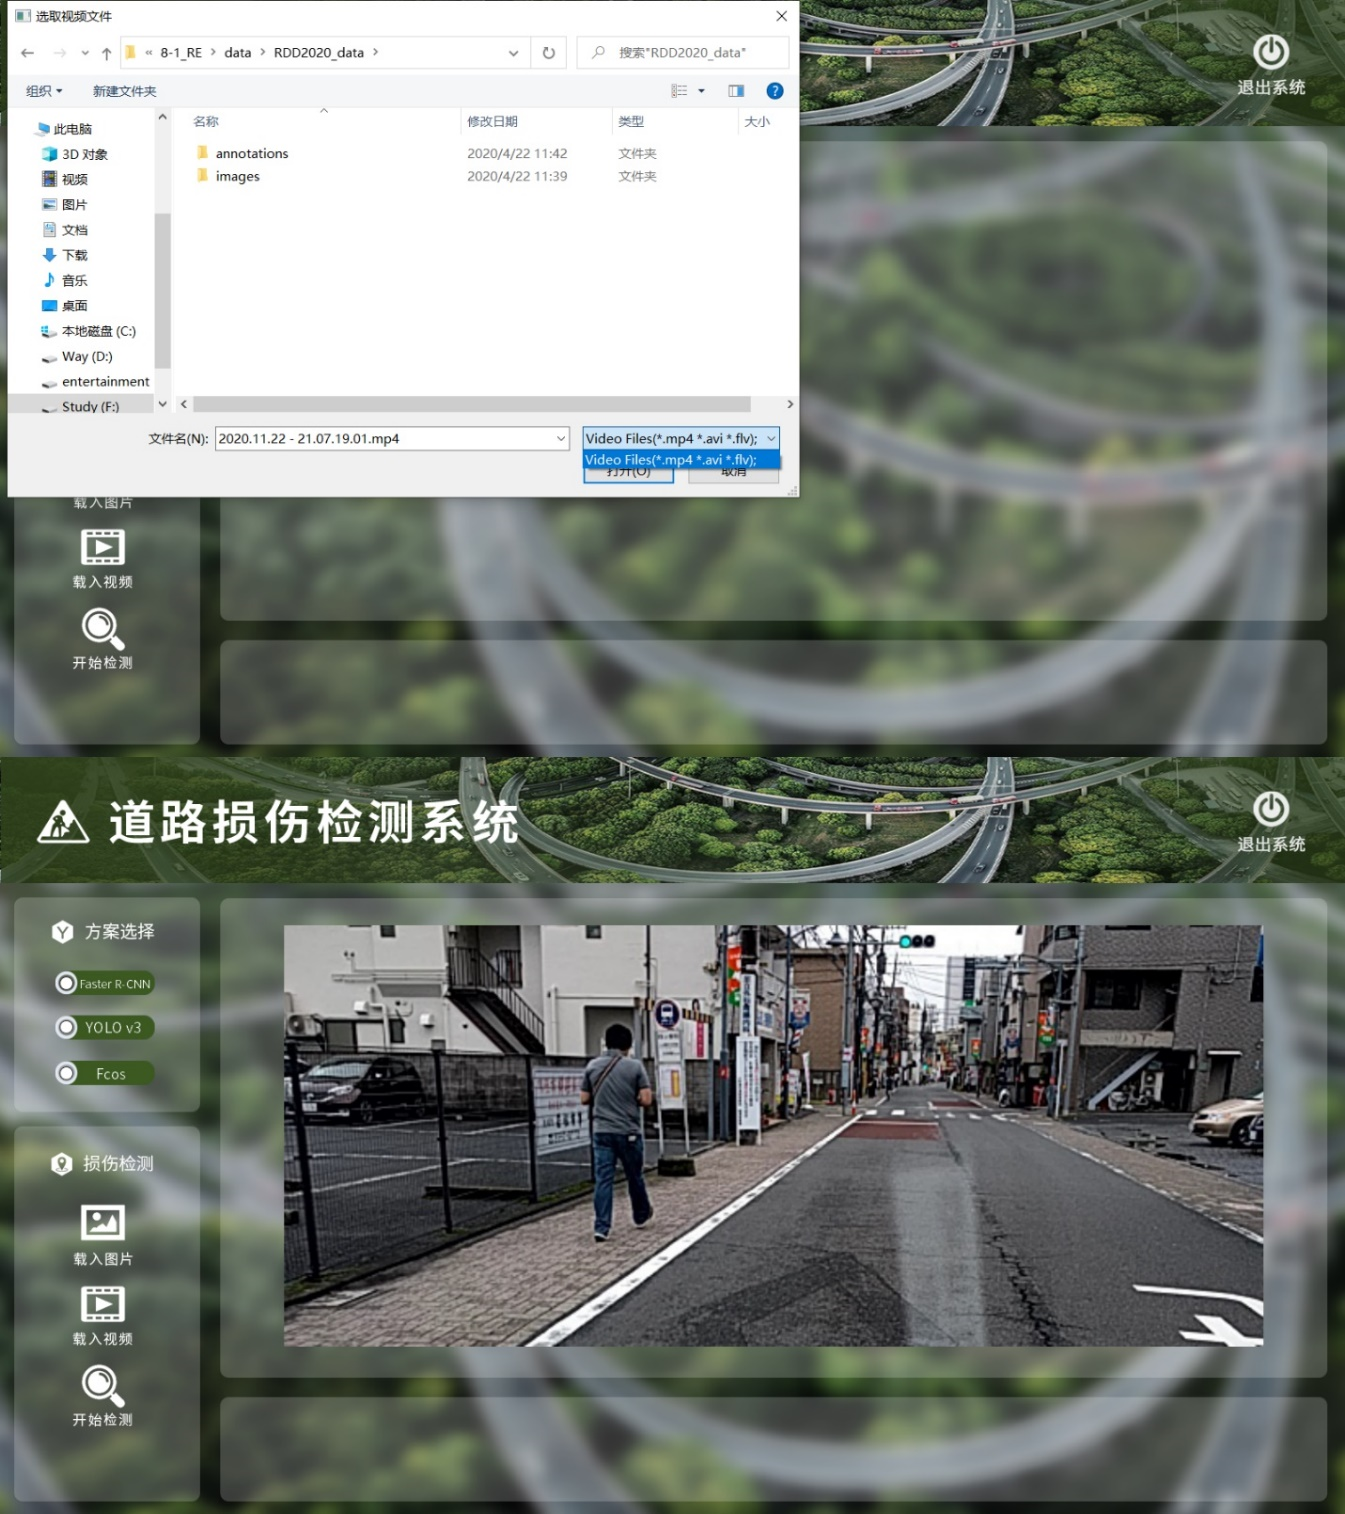 选取视频文件
« 8-1_RE › data › RDD2020_data ›
搜索"RDD2020_data"
退出系统
组织
新建文件夹
名称
修改日期
类型
大小
此电脑
3D 对象
视频
图片
文档
下载
音乐
桌面
本地磁盘 (C:)
Way (D:)
entertainment
Study (F:)
annotations
2020/4/22 11:42
文件夹
images
2020/4/22 11:39
文件夹
文件名(N):
2020.11.22 - 21.07.19.01.mp4
Video Files(*.mp4 *.avi *.flv);
Video Files(*.mp4 *.avi *.flv);
打开(O)
取消
载入图片
载入视频
开始检测
道路损伤检测系统
退出系统
方案选择
Faster R-CNN
YOLO v3
Fcos
损伤检测
载入图片
载入视频
开始检测